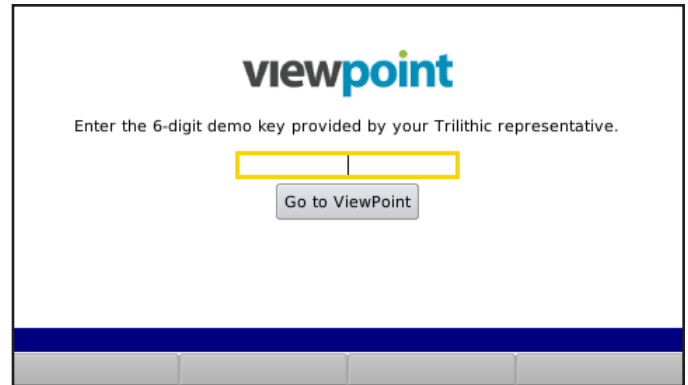 viewpoint
Enter the 6-digit demo key provided by your Trilithic representative.
Go to ViewPoint